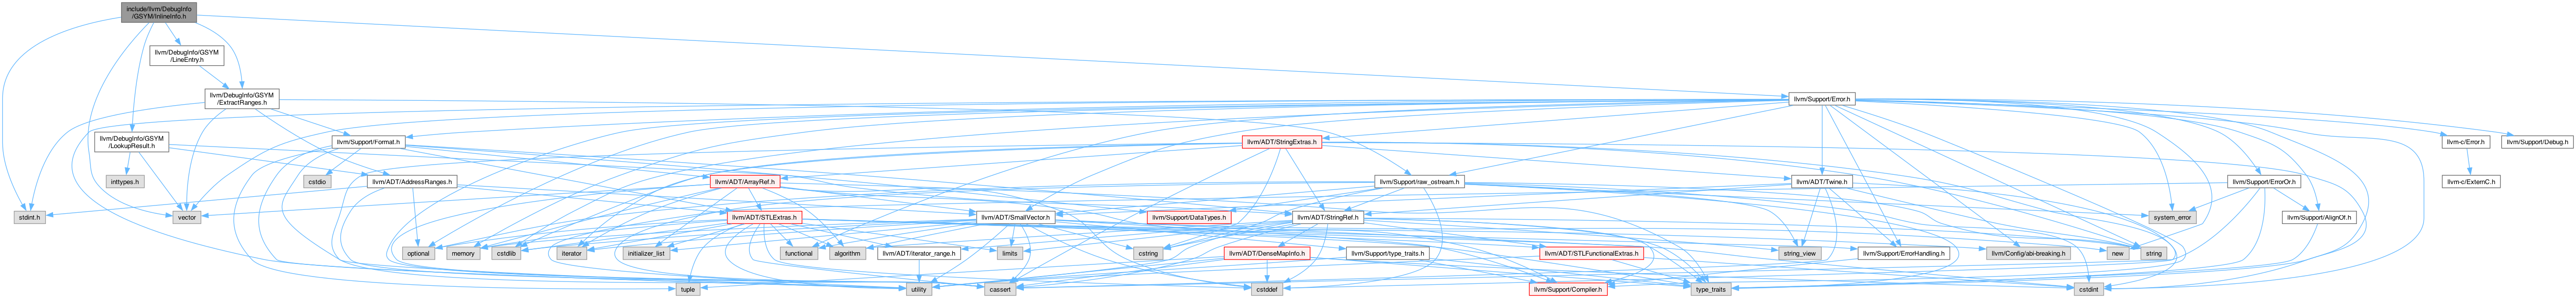 include/llvm/DebugInfo
/GSYM/InlineInfo.h
llvm/DebugInfo/GSYM
/LineEntry.h
llvm/DebugInfo/GSYM
/ExtractRanges.h
llvm/Support/Error.h
llvm/DebugInfo/GSYM
/LookupResult.h
llvm/Support/Format.h
llvm/ADT/StringExtras.h
llvm-c/Error.h
llvm/Support/Debug.h
inttypes.h
cstdio
llvm/ADT/AddressRanges.h
llvm/ADT/ArrayRef.h
llvm/Support/raw_ostream.h
llvm/ADT/Twine.h
llvm/Support/ErrorOr.h
llvm-c/ExternC.h
stdint.h
vector
llvm/ADT/STLExtras.h
llvm/ADT/SmallVector.h
llvm/Support/DataTypes.h
llvm/ADT/StringRef.h
system_error
llvm/Support/AlignOf.h
optional
memory
cstdlib
iterator
initializer_list
functional
algorithm
llvm/ADT/iterator_range.h
limits
llvm/ADT/DenseMapInfo.h
cstring
llvm/Support/type_traits.h
llvm/ADT/STLFunctionalExtras.h
string_view
llvm/Support/ErrorHandling.h
llvm/Config/abi-breaking.h
new
string
tuple
utility
cassert
cstddef
llvm/Support/Compiler.h
type_traits
cstdint